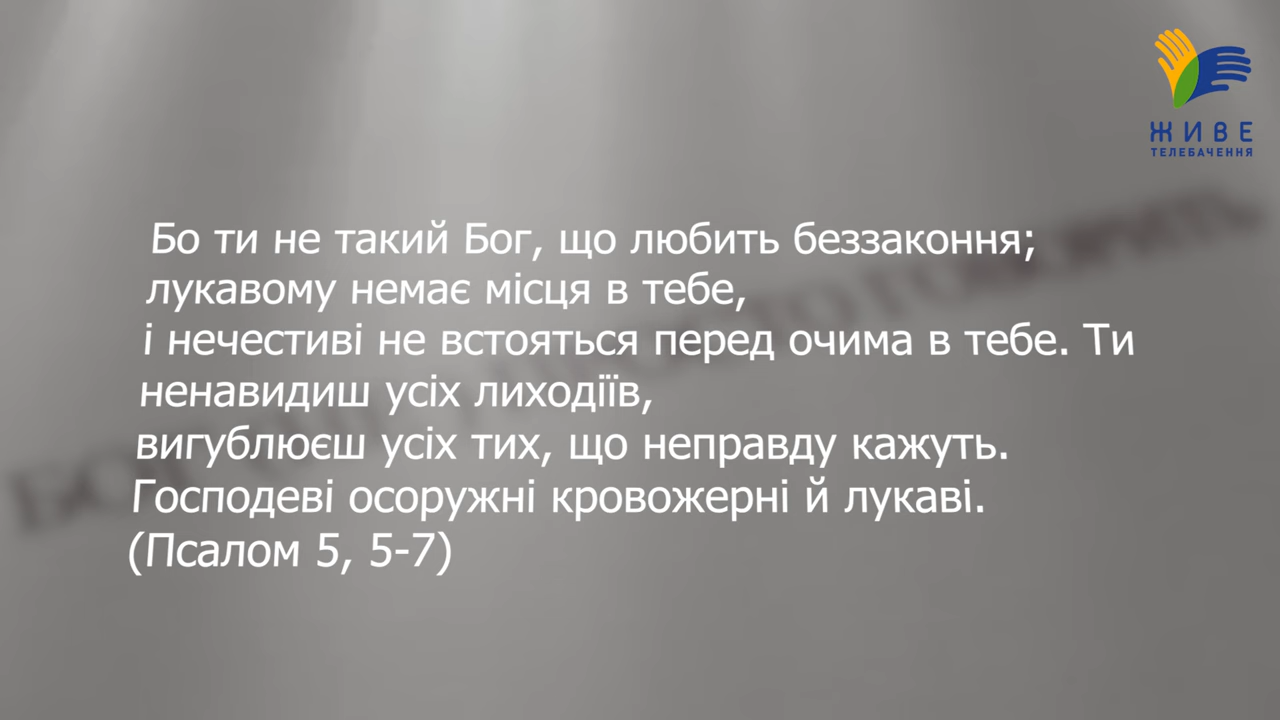 ЖИВЕ
ТЕЛЕБАЧЕННЯ
Бо ти не такий Бог, що любить беззаконня;
лукавому немає місця в тебе,
і нечестиві не встояться перед очима в тебе. Ти
ненавидиш усіх лиходіїв,
вигублюєш усіх тих, що неправду кажуть.
Господеві осоружні кровожерні й лукаві.
(Псалом 5, 5-7)